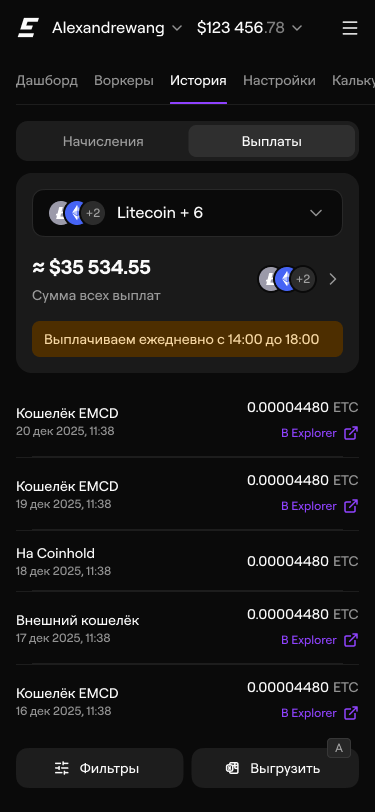 Alexandrewang $123 456.78
Дашборд Воркеры История Настройки Кальку
Начисления Выплаты
+2 Litecoin + 6
≈ $35 534.55
+2
Сумма всех выплат
Выплачиваем ежедневно с 14:00 до 18:00
Кошелёк EMCD 0.00004480 ETC
20 дек 2025, 11:38 В Explorer
Кошелёк EMCD 0.00004480 ETC
19 дек 2025, 11:38 В Explorer
На Coinhold 0.00004480 ETC
18 дек 2025, 11:38
Внешний кошелёк 0.00004480 ETC
17 дек 2025, 11:38 В Explorer
Кошелёк EMCD 0.00004480 ETC
16 дек 2025, 11:38 В Explorer
A
Фильтры Выгрузить